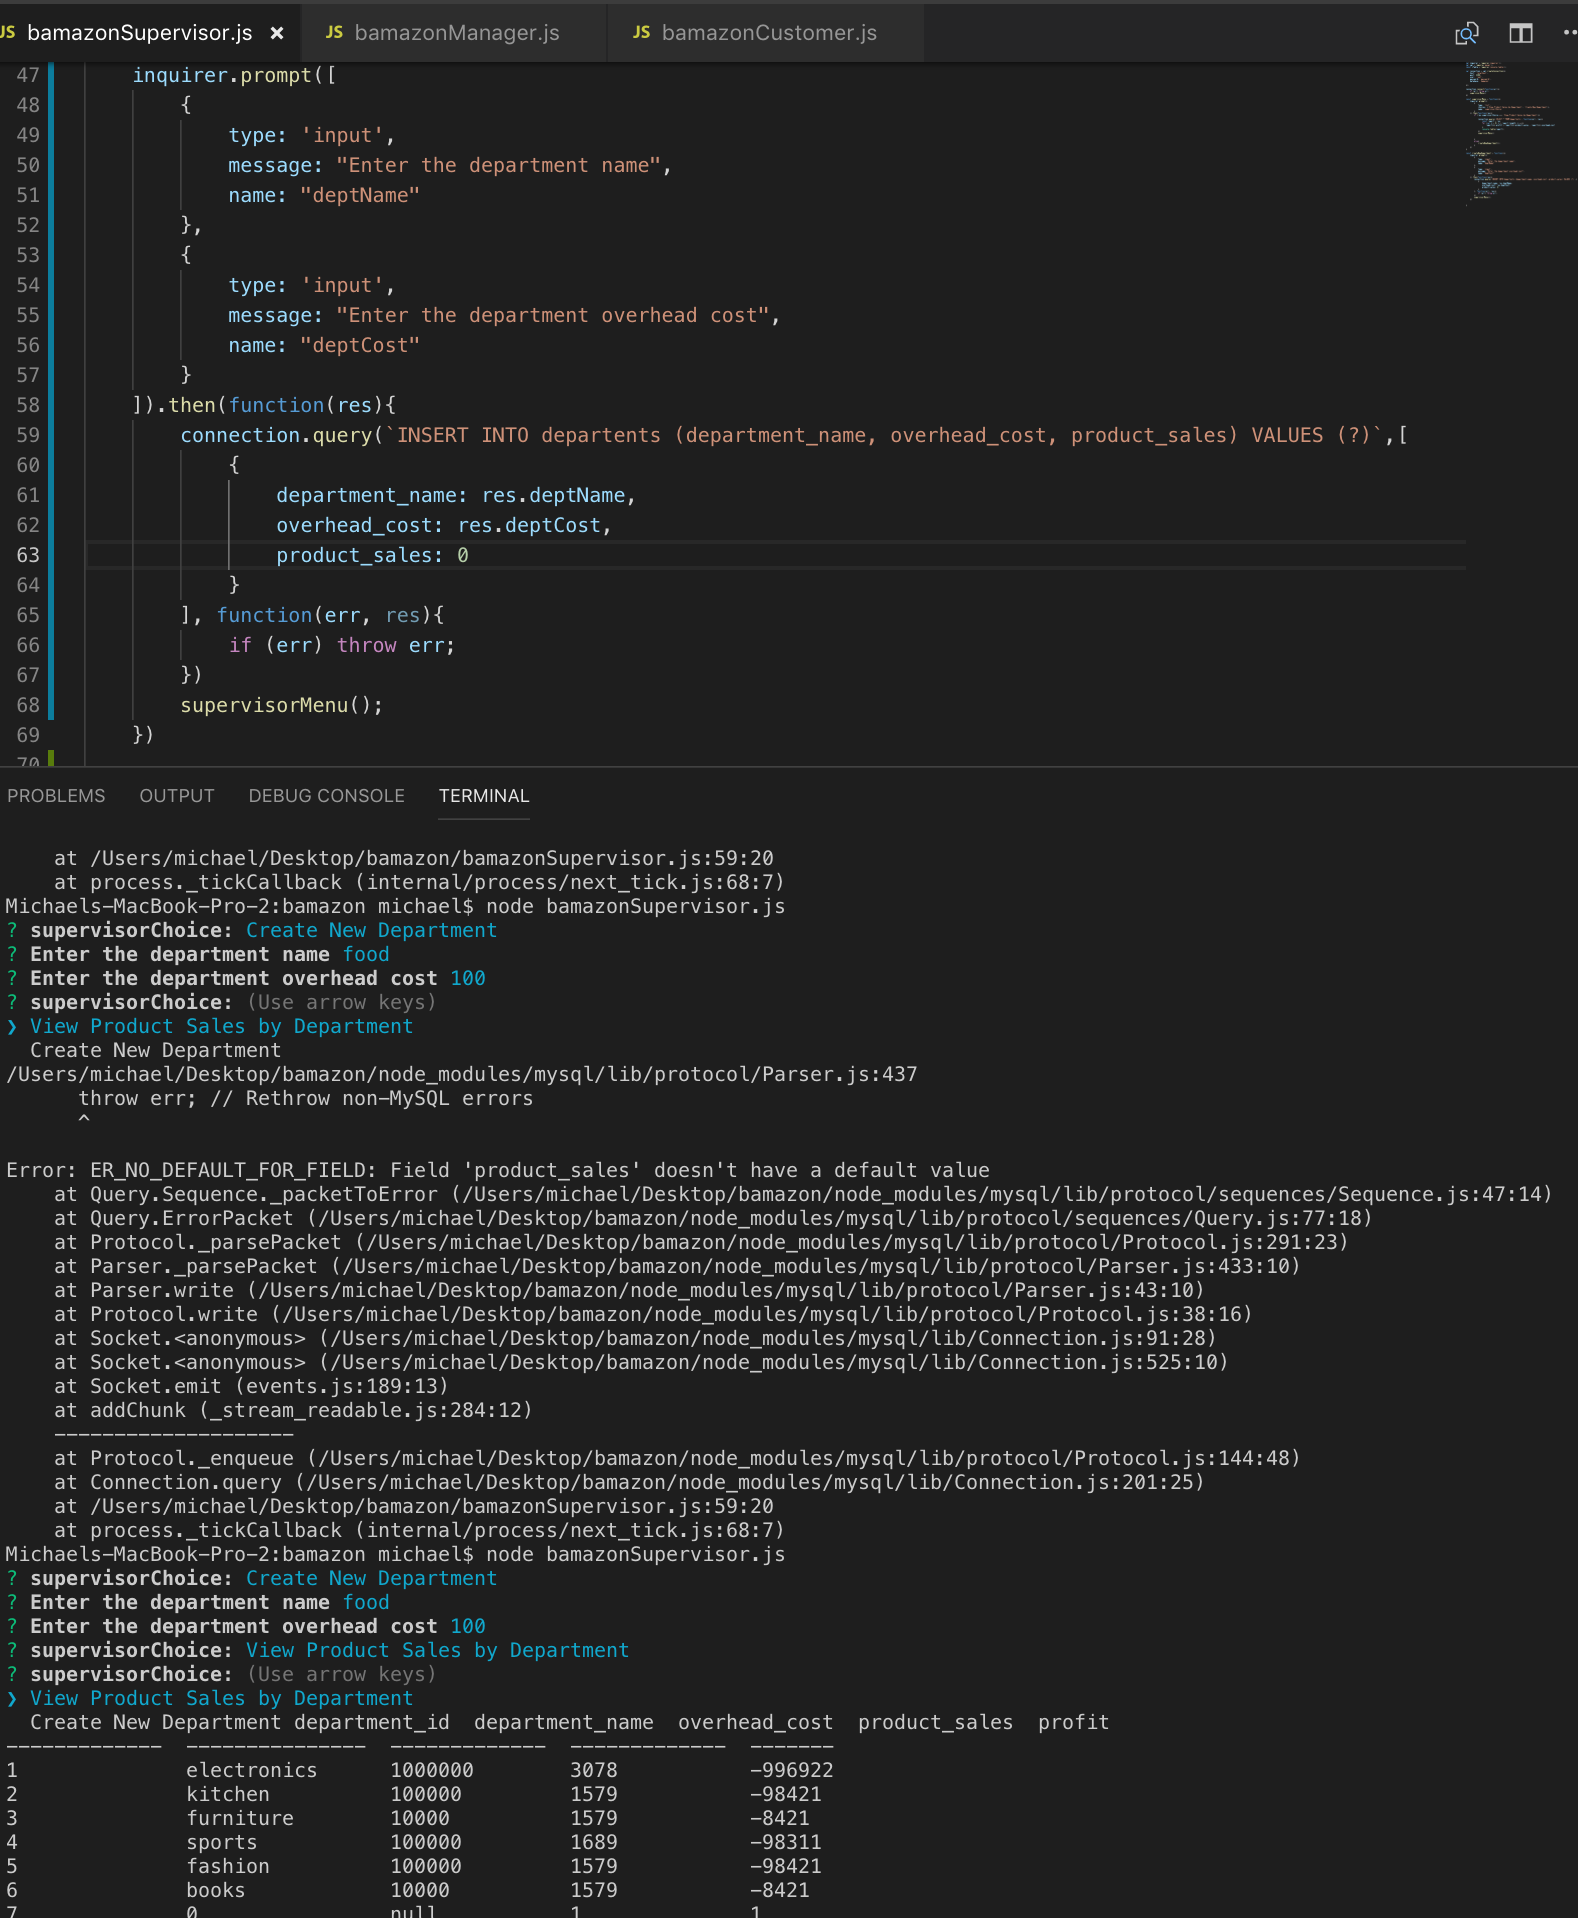 JS bamazonSupervisor.js × JS bamazonManager.js JS bamazonCustomer.js
47 inquirer.prompt([
48 {
49 type: 'input',
50 message: "Enter the department name",
51 name: "deptName"
52 },
53 {
54 type: 'input',
55 message: "Enter the department overhead cost",
56 name: "deptCost"
57 }
58 ]).then(function(res){
59 connection.query(`INSERT INTO departents (department_name, overhead_cost, product_sales) VALUES (?)`,[
60 {
61 department_name: res.deptName,
62 overhead_cost: res.deptCost,
63 product_sales: 0
64 }
65 ], function(err, res){
66 if (err) throw err;
67 })
68 supervisorMenu();
69 })
70
PROBLEMS OUTPUT DEBUG CONSOLE TERMINAL
at /Users/michael/Desktop/bamazon/bamazonSupervisor.js:59:20
at process._tickCallback (internal/process/next_tick.js:68:7)
Michaels-MacBook-Pro-2:bamazon michael$ node bamazonSupervisor.js
? supervisorChoice: Create New Department
? Enter the department name food
? Enter the department overhead cost 100
? supervisorChoice: (Use arrow keys)
❯ View Product Sales by Department
Create New Department
/Users/michael/Desktop/bamazon/node_modules/mysql/lib/protocol/Parser.js:437
throw err; // Rethrow non-MySQL errors
^
Error: ER_NO_DEFAULT_FOR_FIELD: Field 'product_sales' doesn't have a default value
at Query.Sequence._packetToError (/Users/michael/Desktop/bamazon/node_modules/mysql/lib/protocol/sequences/Sequence.js:47:14)
at Query.ErrorPacket (/Users/michael/Desktop/bamazon/node_modules/mysql/lib/protocol/sequences/Query.js:77:18)
at Protocol._parsePacket (/Users/michael/Desktop/bamazon/node_modules/mysql/lib/protocol/Protocol.js:291:23)
at Parser._parsePacket (/Users/michael/Desktop/bamazon/node_modules/mysql/lib/protocol/Parser.js:433:10)
at Parser.write (/Users/michael/Desktop/bamazon/node_modules/mysql/lib/protocol/Parser.js:43:10)
at Protocol.write (/Users/michael/Desktop/bamazon/node_modules/mysql/lib/protocol/Protocol.js:38:16)
at Socket.<anonymous> (/Users/michael/Desktop/bamazon/node_modules/mysql/lib/Connection.js:91:28)
at Socket.<anonymous> (/Users/michael/Desktop/bamazon/node_modules/mysql/lib/Connection.js:525:10)
at Socket.emit (events.js:189:13)
at addChunk (_stream_readable.js:284:12)
--------------------
at Protocol._enqueue (/Users/michael/Desktop/bamazon/node_modules/mysql/lib/protocol/Protocol.js:144:48)
at Connection.query (/Users/michael/Desktop/bamazon/node_modules/mysql/lib/Connection.js:201:25)
at /Users/michael/Desktop/bamazon/bamazonSupervisor.js:59:20
at process._tickCallback (internal/process/next_tick.js:68:7)
Michaels-MacBook-Pro-2:bamazon michael$ node bamazonSupervisor.js
? supervisorChoice: Create New Department
? Enter the department name food
? Enter the department overhead cost 100
? supervisorChoice: View Product Sales by Department
? supervisorChoice: (Use arrow keys)
❯ View Product Sales by Department
Create New Department department_id department_name overhead_cost product_sales profit
------------- --------------- ------------- ------------- -------
1 electronics 1000000 3078 -996922
2 kitchen 100000 1579 -98421
3 furniture 10000 1579 -8421
4 sports 100000 1689 -98311
5 fashion 100000 1579 -98421
6 books 10000 1579 -8421
7 0 null 1 1